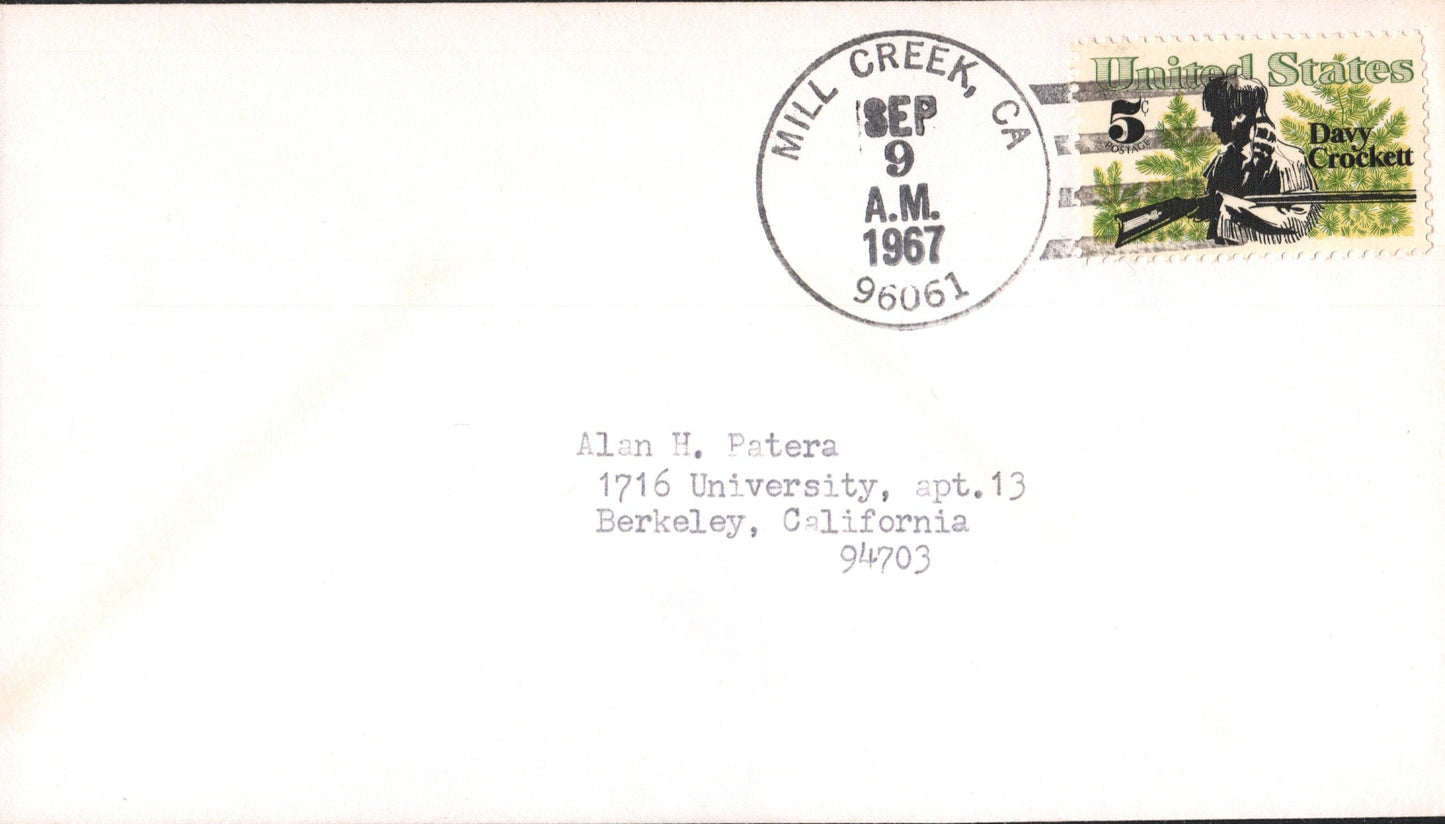 MILL CREEK, CA
SEP
9
A.M.
1967
96061
United States
5c
POSTAGE
Davy
Crockett
Alan H. Patera
1716 University, apt.13
Berkeley, California
94703